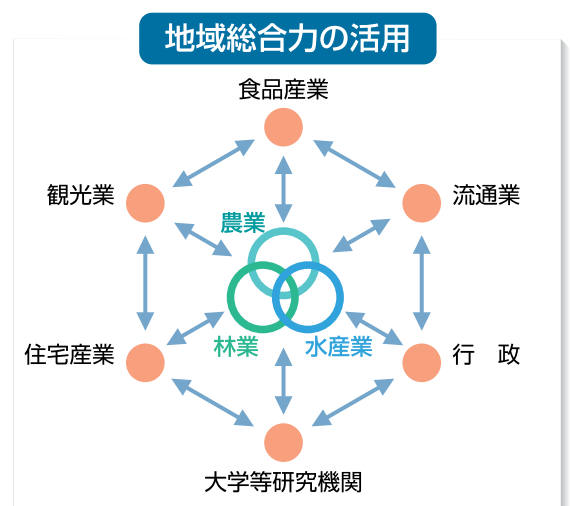 地域総合力の活用
食品産業
観光業
流通業
農業
林業
水産業
住宅産業
行　政
大学等研究機関